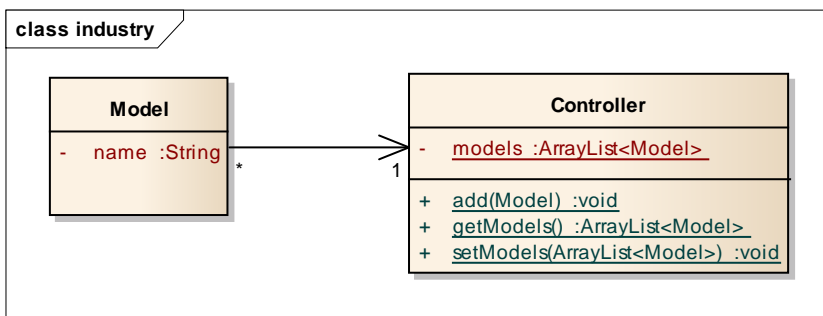 class industry
Model
- name :String
*
1
Controller
- models :ArrayList<Model>
+ add(Model) :void
+ getModels() :ArrayList<Model>
+ setModels(ArrayList<Model>) :void